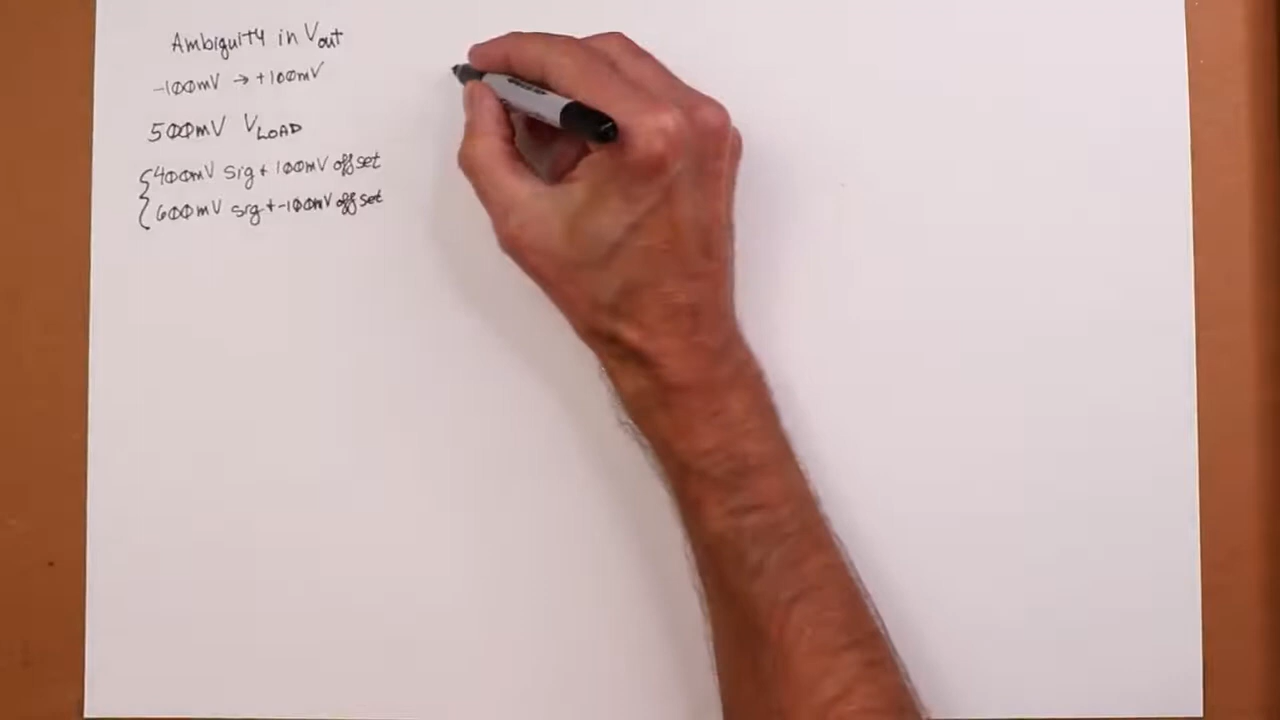 Ambiguity in Vout
-100mV → +100mV
500mV VLOAD
{400mV sig + 100mV offset
600mV sig + -100mV offset